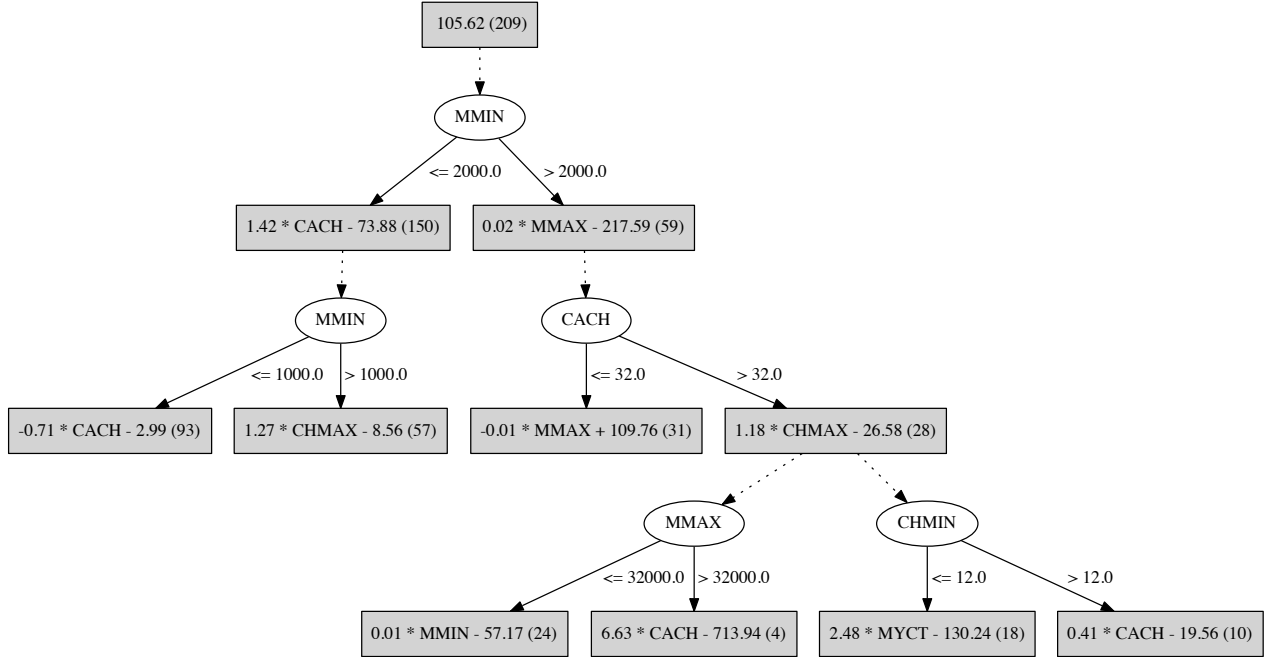 105.62 (209)
MMIN
<= 2000.0
> 2000.0
1.42 * CACH - 73.88 (150)
0.02 * MMAX - 217.59 (59)
MMIN
CACH
<= 1000.0
> 1000.0
<= 32.0
> 32.0
-0.71 * CACH - 2.99 (93)
1.27 * CHMAX - 8.56 (57)
-0.01 * MMAX + 109.76 (31)
1.18 * CHMAX - 26.58 (28)
MMAX
CHMIN
<= 32000.0
> 32000.0
<= 12.0
> 12.0
0.01 * MMIN - 57.17 (24)
6.63 * CACH - 713.94 (4)
2.48 * MYCT - 130.24 (18)
0.41 * CACH - 19.56 (10)